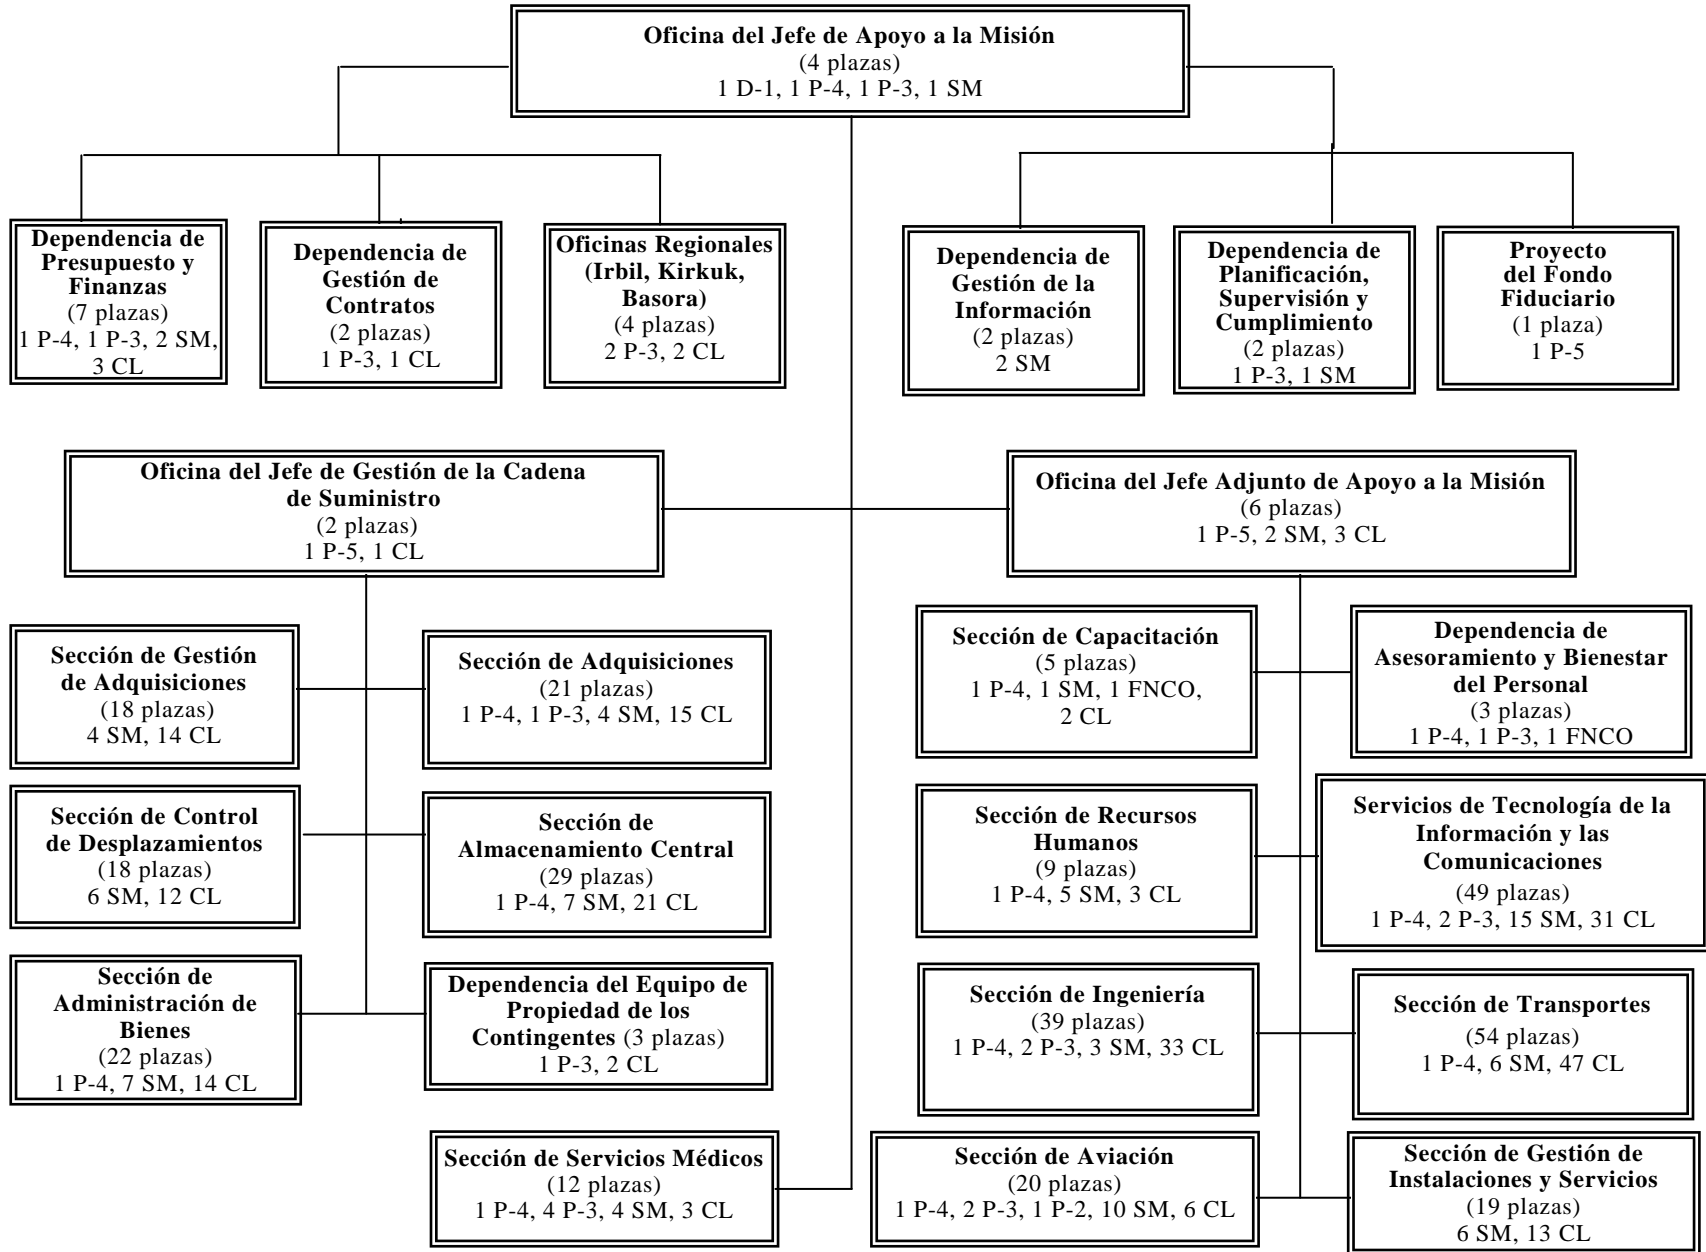 Oficina del Jefe de Apoyo a la Misión
(4 plazas)
1 D-1, 1 P-4, 1 P-3, 1 SM
Dependencia de
Presupuesto y
Finanzas
(7 plazas)
1 P-4, 1 P-3, 2 SM,
3 CL
Dependencia de
Gestión de
Contratos
(2 plazas)
1 P-3, 1 CL
Oficinas Regionales
(Irbil, Kirkuk,
Basora)
(4 plazas)
2 P-3, 2 CL
Dependencia de
Gestión de la
Información
(2 plazas)
2 SM
Dependencia de
Planificación,
Supervisión y
Cumplimiento
(2 plazas)
1 P-3, 1 SM
Proyecto
del Fondo
Fiduciario
(1 plaza)
1 P-5
Oficina del Jefe de Gestión de la Cadena
de Suministro
(2 plazas)
1 P-5, 1 CL
Oficina del Jefe Adjunto de Apoyo a la Misión
(6 plazas)
1 P-5, 2 SM, 3 CL
Sección de Gestión
de Adquisiciones
(18 plazas)
4 SM, 14 CL
Sección de Adquisiciones
(21 plazas)
1 P-4, 1 P-3, 4 SM, 15 CL
Sección de Capacitación
(5 plazas)
1 P-4, 1 SM, 1 FNCO,
2 CL
Dependencia de
Asesoramiento y Bienestar
del Personal
(3 plazas)
1 P-4, 1 P-3, 1 FNCO
Sección de Control
de Desplazamientos
(18 plazas)
6 SM, 12 CL
Sección de
Almacenamiento Central
(29 plazas)
1 P-4, 7 SM, 21 CL
Sección de Recursos
Humanos
(9 plazas)
1 P-4, 5 SM, 3 CL
Servicios de Tecnología de la
Información y las
Comunicaciones
(49 plazas)
1 P-4, 2 P-3, 15 SM, 31 CL
Sección de
Administración de
Bienes
(22 plazas)
1 P-4, 7 SM, 14 CL
Dependencia del Equipo de
Propiedad de los
Contingentes (3 plazas)
1 P-3, 2 CL
Sección de Ingeniería
(39 plazas)
1 P-4, 2 P-3, 3 SM, 33 CL
Sección de Transportes
(54 plazas)
1 P-4, 6 SM, 47 CL
Sección de Servicios Médicos
(12 plazas)
1 P-4, 4 P-3, 4 SM, 3 CL
Sección de Aviación
(20 plazas)
1 P-4, 2 P-3, 1 P-2, 10 SM, 6 CL
Sección de Gestión de
Instalaciones y Servicios
(19 plazas)
6 SM, 13 CL